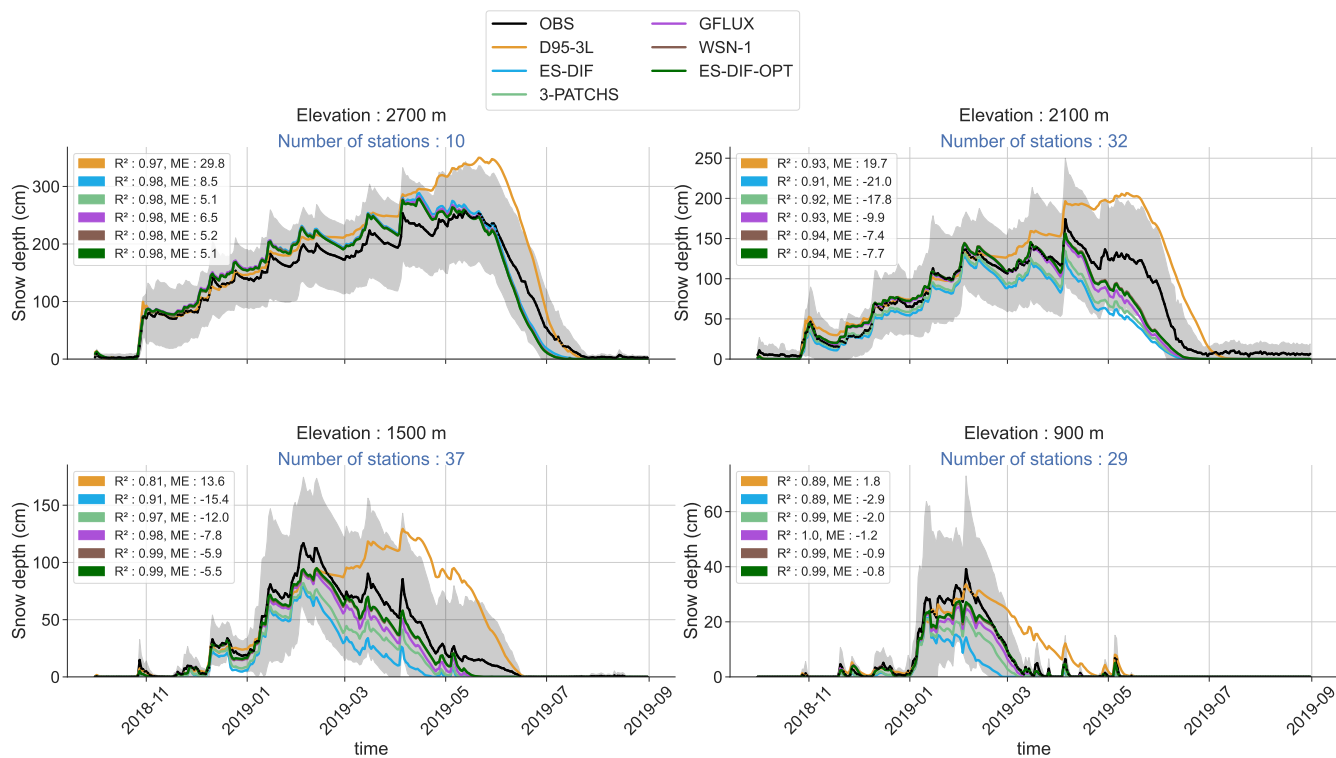 OBS
D95-3L
ES-DIF
3-PATCHS
GFLUX
WSN-1
ES-DIF-OPT
Elevation : 2700 m
Number of stations : 10
R² : 0.97, ME : 29.8
R² : 0.98, ME : 8.5
R² : 0.98, ME : 5.1
R² : 0.98, ME : 6.5
R² : 0.98, ME : 5.2
R² : 0.98, ME : 5.1
Snow depth (cm)
300
200
100
0
Elevation : 2100 m
Number of stations : 32
R² : 0.93, ME : 19.7
R² : 0.91, ME : -21.0
R² : 0.92, ME : -17.8
R² : 0.93, ME : -9.9
R² : 0.94, ME : -7.4
R² : 0.94, ME : -7.7
Snow depth (cm)
250
200
150
100
50
0
Elevation : 1500 m
Number of stations : 37
R² : 0.81, ME : 13.6
R² : 0.91, ME : -15.4
R² : 0.97, ME : -12.0
R² : 0.98, ME : -7.8
R² : 0.99, ME : -5.9
R² : 0.99, ME : -5.5
Snow depth (cm)
150
100
50
0
2018-11
2019-01
2019-03
2019-05
2019-07
2019-09
time
Elevation : 900 m
Number of stations : 29
R² : 0.89, ME : 1.8
R² : 0.89, ME : -2.9
R² : 0.99, ME : -2.0
R² : 1.0, ME : -1.2
R² : 0.99, ME : -0.9
R² : 0.99, ME : -0.8
Snow depth (cm)
60
40
20
0
2018-11
2019-01
2019-03
2019-05
2019-07
2019-09
time